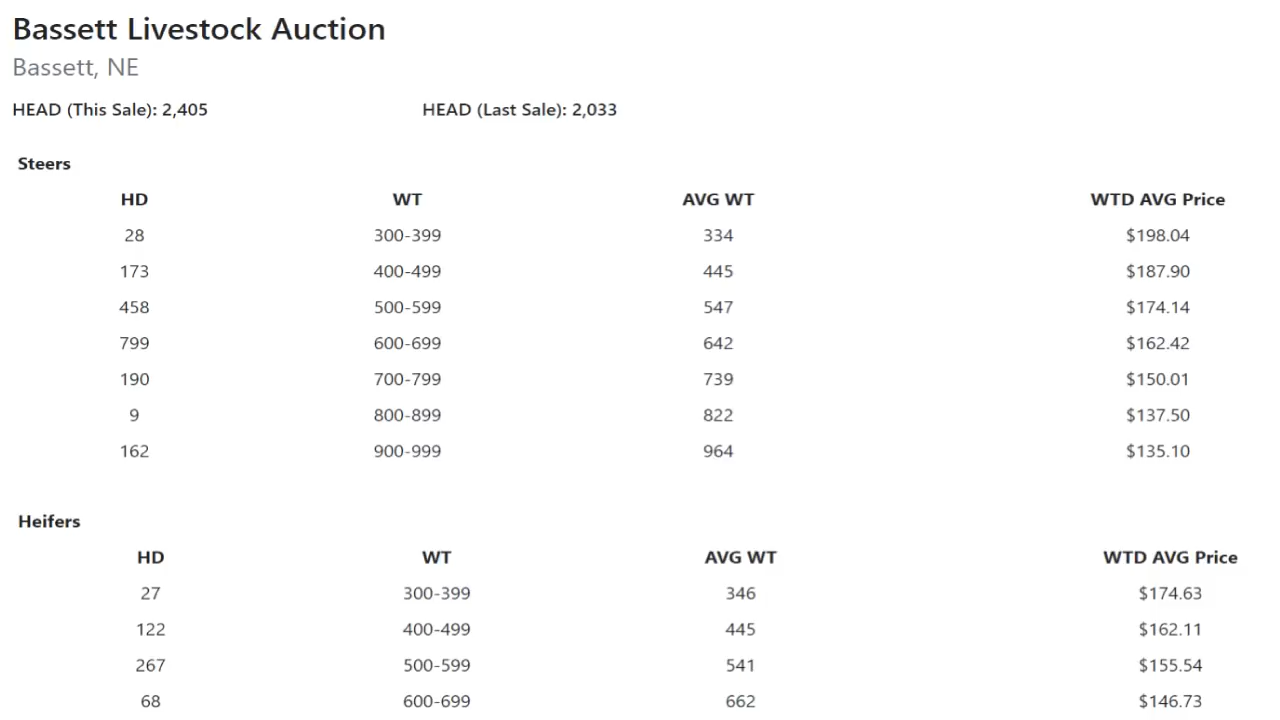 Bassett Livestock Auction
Bassett, NE
HEAD (This Sale): 2,405 HEAD (Last Sale): 2,033
Steers
HD WT AVG WT WTD AVG Price
28 300-399 334 $198.04
173 400-499 445 $187.90
458 500-599 547 $174.14
799 600-699 642 $162.42
190 700-799 739 $150.01
9 800-899 822 $137.50
162 900-999 964 $135.10
Heifers
HD WT AVG WT WTD AVG Price
27 300-399 346 $174.63
122 400-499 445 $162.11
267 500-599 541 $155.54
68 600-699 662 $146.73